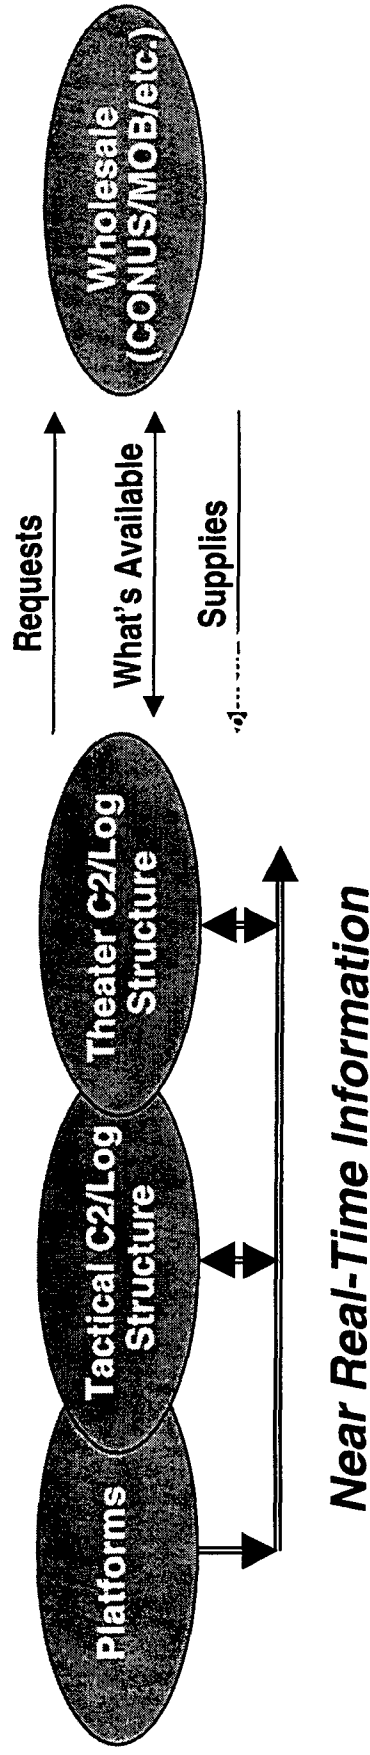 Platforms
Tactical C2/Log
Structure
Theater C2/Log
Structure
Requests
What's Available
Supplies
Wholesale
(CONUS/MOB/etc.)
Near Real-Time Information